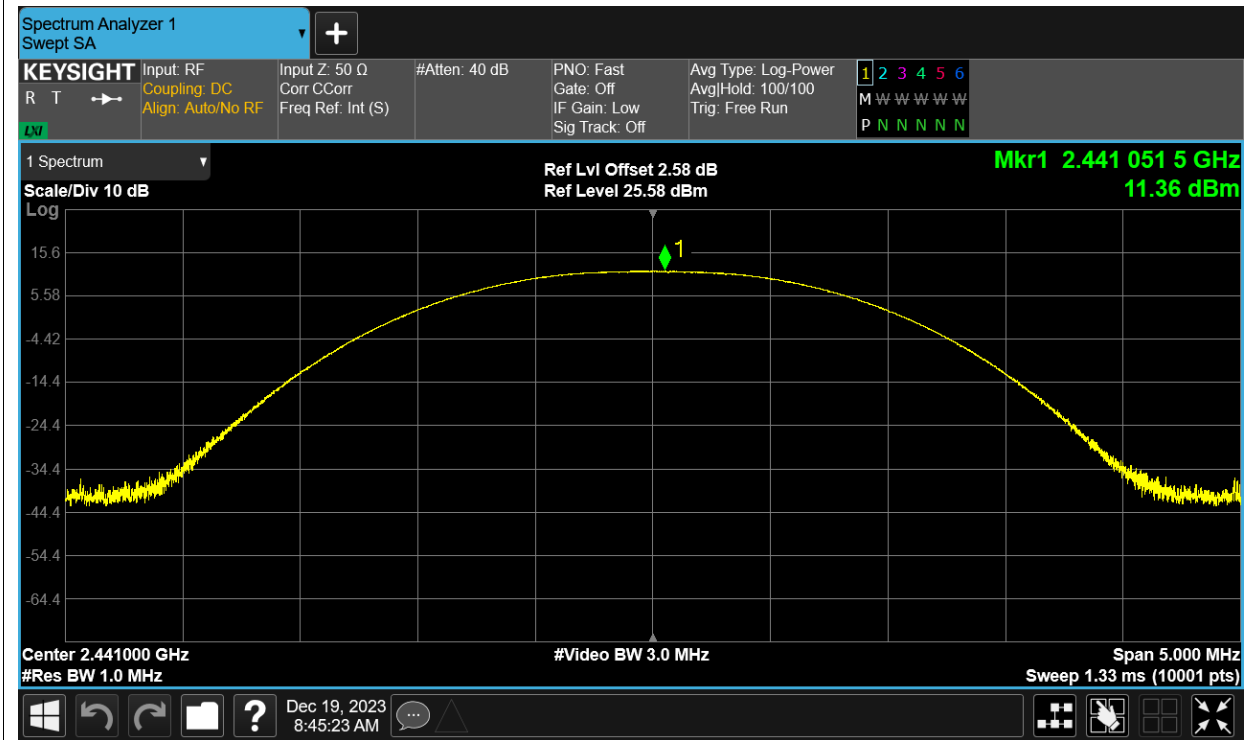 Spectrum Analyzer 1
Swept SA
KEYSIGHT
R T
LXI
Input: RF
Coupling: DC
Align: Auto/No RF
Input Z: 50 Ω
Corr CCorr
Freq Ref: Int (S)
#Atten: 40 dB
PNO: Fast
Gate: Off
IF Gain: Low
Sig Track: Off
Avg Type: Log-Power
Avg|Hold: 100/100
Trig: Free Run
1 2 3 4 5 6
M W W W W W
P N N N N N
1 Spectrum
Scale/Div 10 dB
Log
Ref Lvl Offset 2.58 dB
Ref Level 25.58 dBm
Mkr1 2.441 051 5 GHz
11.36 dBm
1
15.6
5.58
-4.42
-14.4
-24.4
-34.4
-44.4
-54.4
-64.4
Center 2.441000 GHz
#Res BW 1.0 MHz
#Video BW 3.0 MHz
Span 5.000 MHz
Sweep 1.33 ms (10001 pts)
?
Dec 19, 2023
8:45:23 AM